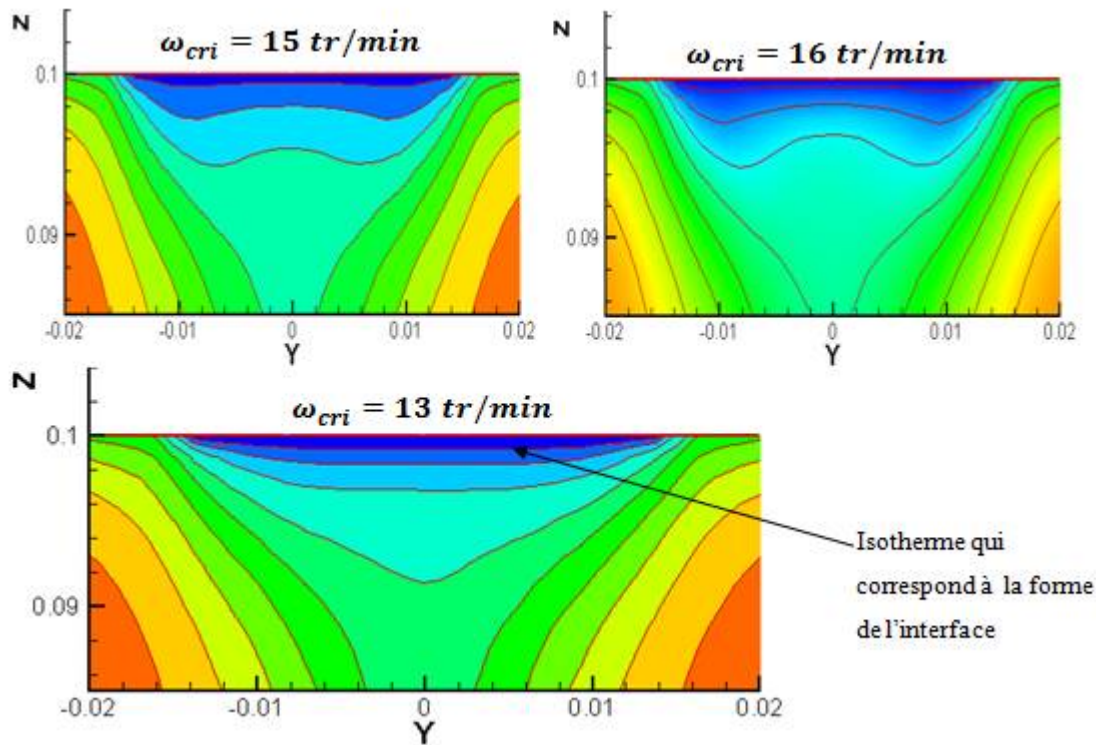 ω_cri = 15 tr/min
Z
0.1
0.09
-0.02 -0.01 0 0.01 0.02
Y
ω_cri = 16 tr/min
Z
0.1
0.09
-0.02 -0.01 0 0.01 0.02
Y
ω_cri = 13 tr/min
Z
0.1
0.09
-0.02 -0.01 0 0.01 0.02
Y
Isotherme qui
correspond à la forme
de l'interface